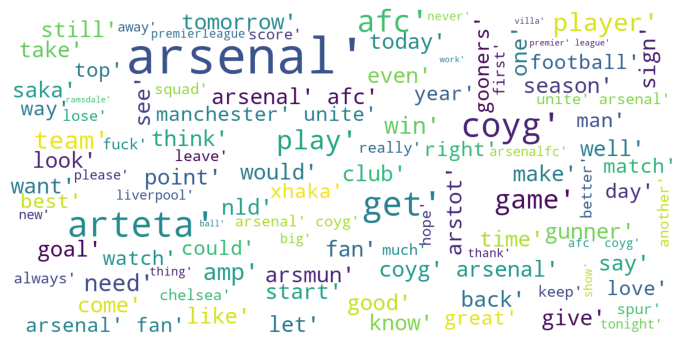 still'
away'
tomorrow'
afc'
never'
villa'
player'
take'
premierleague'
score'
arsenal'
today'
gooners'
first'
one'
premier' league'
football'
sign'
top'
even'
work'
saka'
ramsdale'
see'
squad'
arsenal' afc'
year'
season'
unite' arsenal'
way'
lose'
manchester' unite'
win'
coyg'
man'
team'
fuck'
think'
play'
really'
right'
arsenalfc'
well'
look'
leave'
match'
please'
point'
would'
club'
make'
better'
want'
best'
liverpool'
xhaka'
get'
game'
day'
another'
new'
arteta'
nld'
ball'
arsenal' coyg'
hope'
arstot'
gunner'
goal'
watch'
could'
big'
fan'
much'
time'
afc' coyg'
say'
always'
thing'
need'
amp'
arsmun'
coyg' arsenal'
thank'
show'
love'
come'
chelsea'
start'
good'
back'
keep'
spur'
arsenal' fan'
like'
let'
know'
great'
give'
tonight'